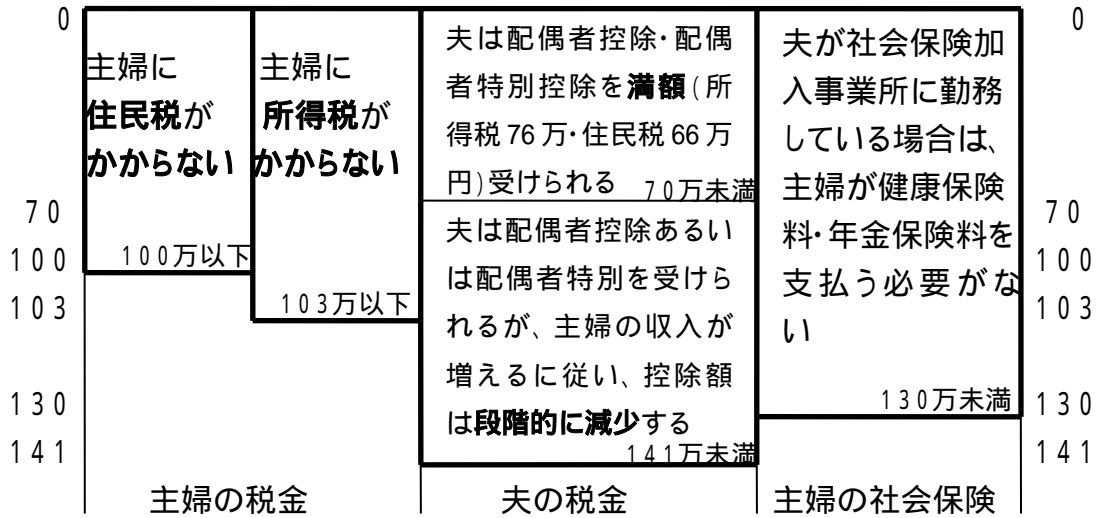 0
70
100
103
130
141
主婦に
住民税が
かからない
100万以下
主婦に
所得税が
かからない
103万以下
夫は配偶者控除・配偶
者特別控除を満額(所
得税76万・住民税66万
円)受けられる 70万未満
夫は配偶者控除あるい
は配偶者特別を受けら
れるが、主婦の収入が
増えるに従い、控除額
は段階的に減少する
141万未満
夫が社会保険加
入事業所に勤務
している場合は、
主婦が健康保険
料・年金保険料を
支払う必要がな
い
130万未満
0
70
100
103
130
141
主婦の税金
夫の税金
主婦の社会保険